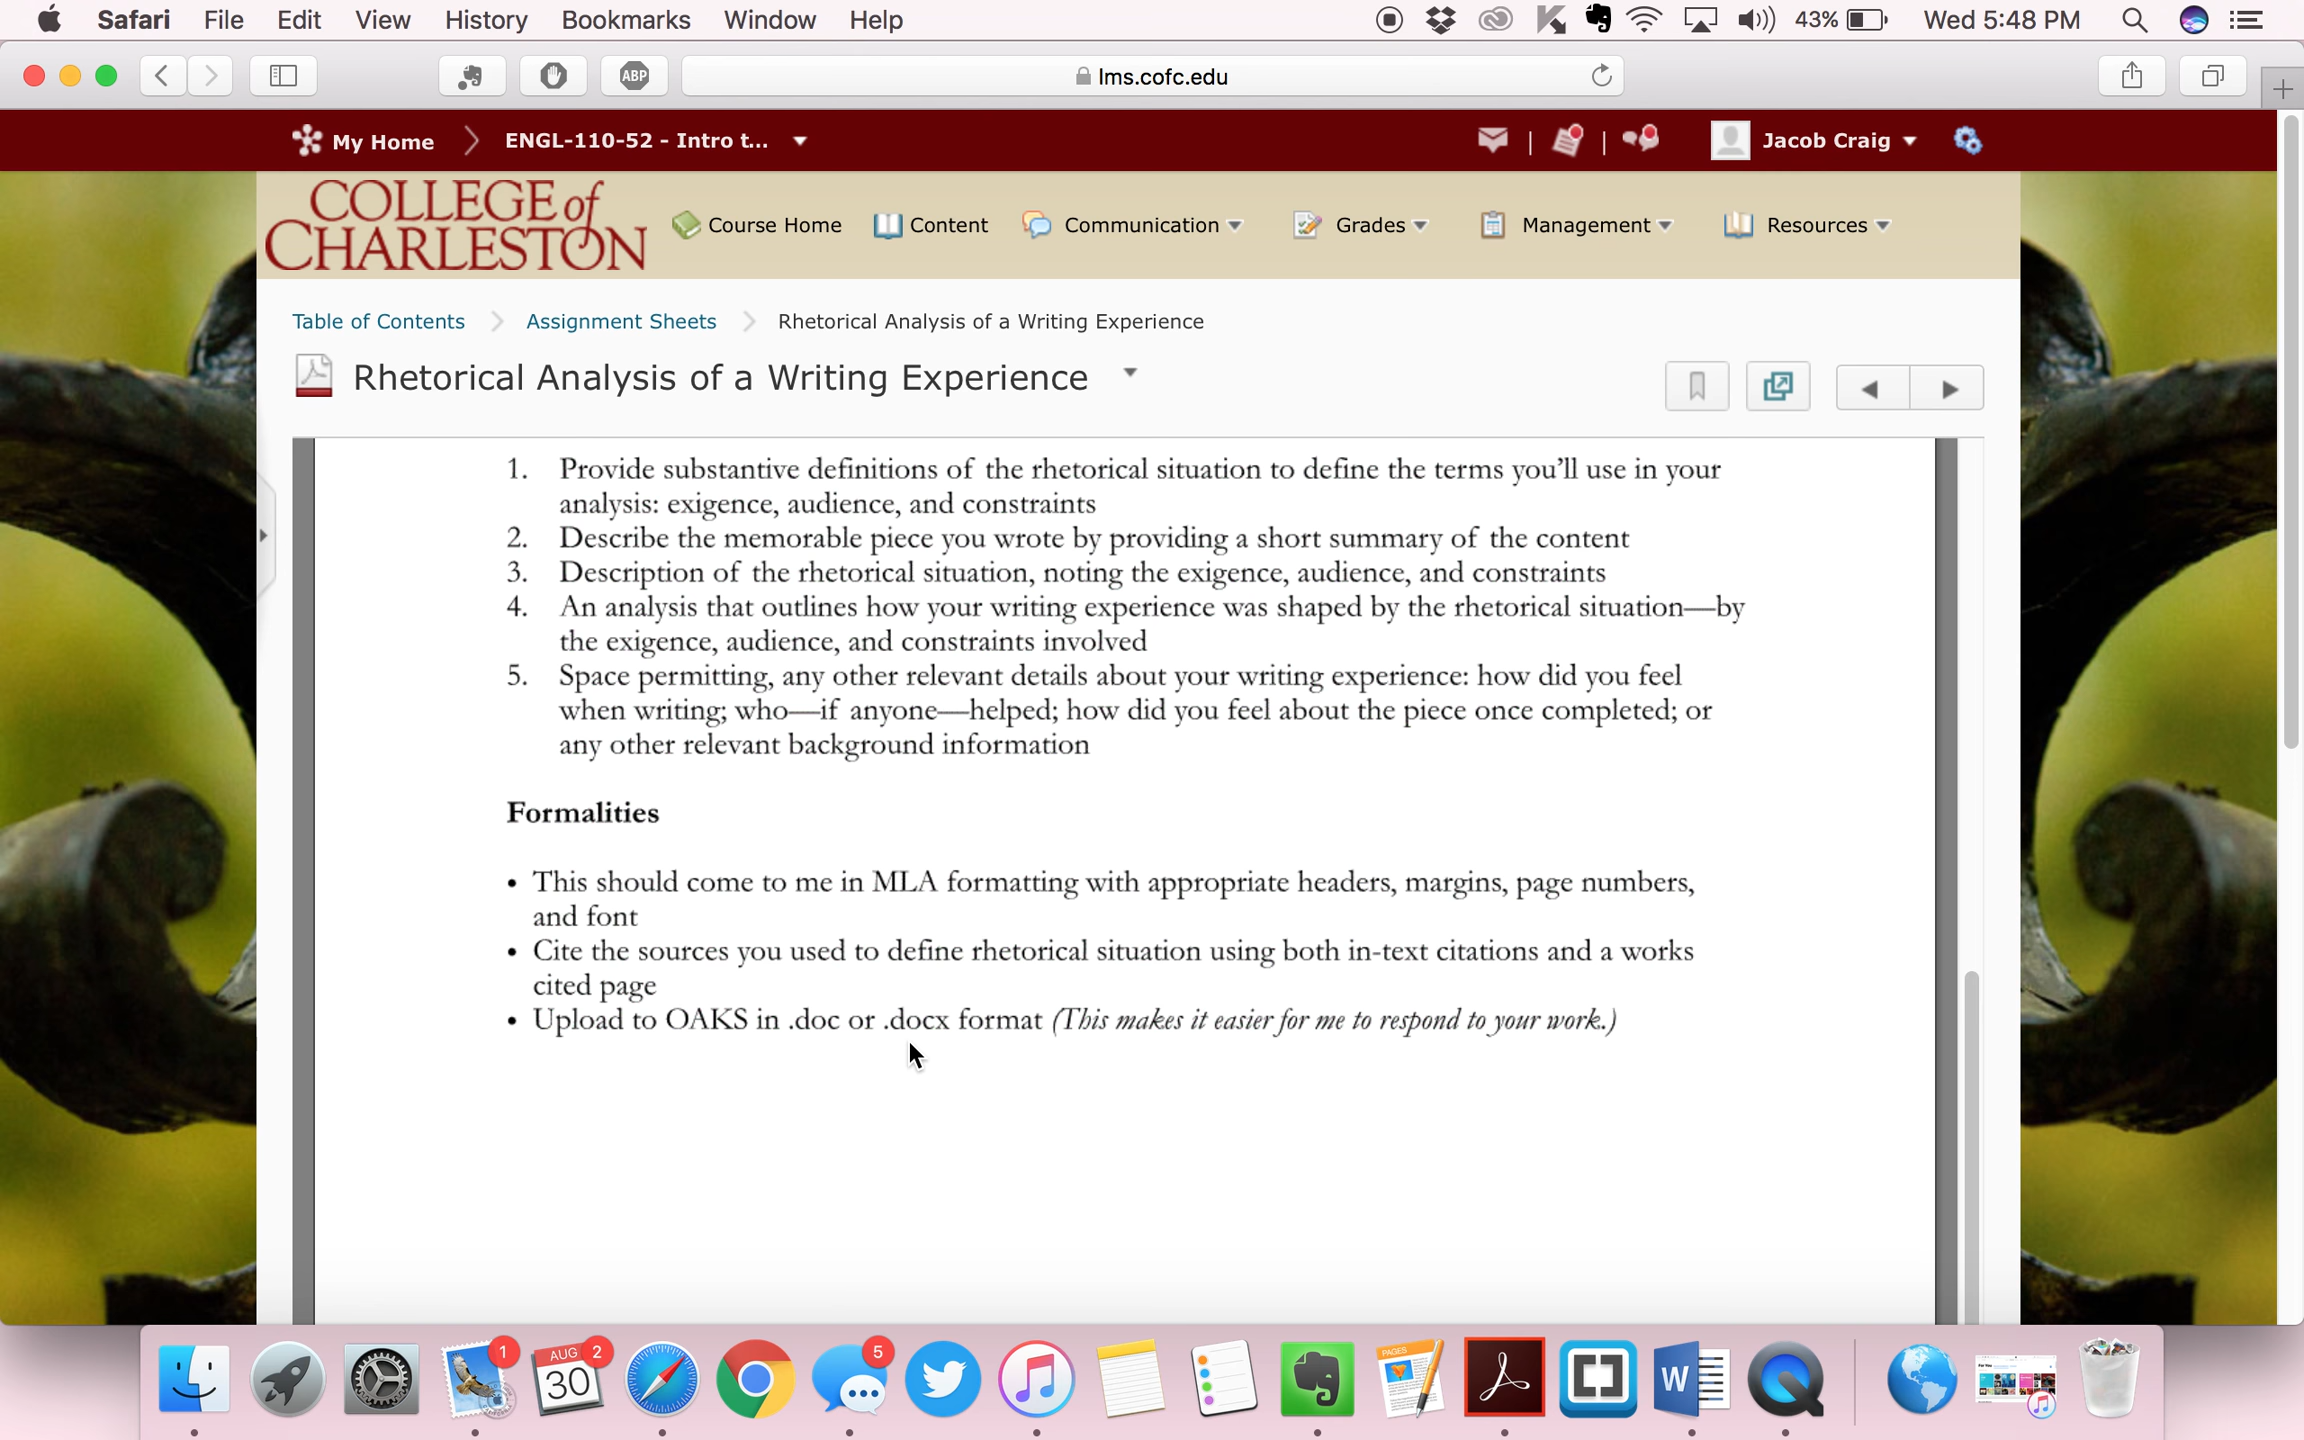 Safari File Edit View History Bookmarks Window Help 43% Wed 5:48 PM
ABP lms.cofc.edu
My Home ENGL-110-52 - Intro t... Jacob Craig
COLLEGE of
CHARLESTON
Course Home Content Communication Grades Management Resources
Table of Contents Assignment Sheets Rhetorical Analysis of a Writing Experience
Rhetorical Analysis of a Writing Experience
1. Provide substantive definitions of the rhetorical situation to define the terms you’ll use in your
analysis: exigence, audience, and constraints
2. Describe the memorable piece you wrote by providing a short summary of the content
3. Description of the rhetorical situation, noting the exigence, audience, and constraints
4. An analysis that outlines how your writing experience was shaped by the rhetorical situation—by
the exigence, audience, and constraints involved
5. Space permitting, any other relevant details about your writing experience: how did you feel
when writing; who—if anyone—helped; how did you feel about the piece once completed; or
any other relevant background information
Formalities
• This should come to me in MLA formatting with appropriate headers, margins, page numbers,
and font
• Cite the sources you used to define rhetorical situation using both in-text citations and a works
cited page
• Upload to OAKS in .doc or .docx format (This makes it easier for me to respond to your work.)
1 AUG 2 5 PAGES
30 W